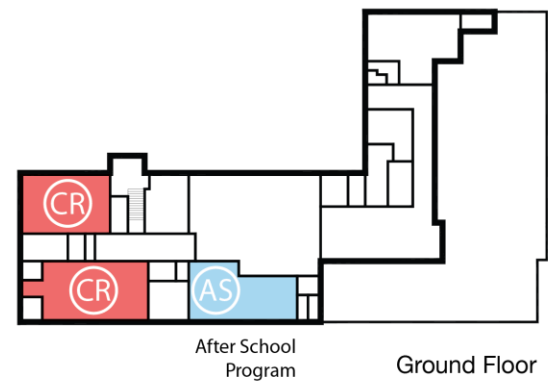 CR
CR
AS
After School
Program
Ground Floor